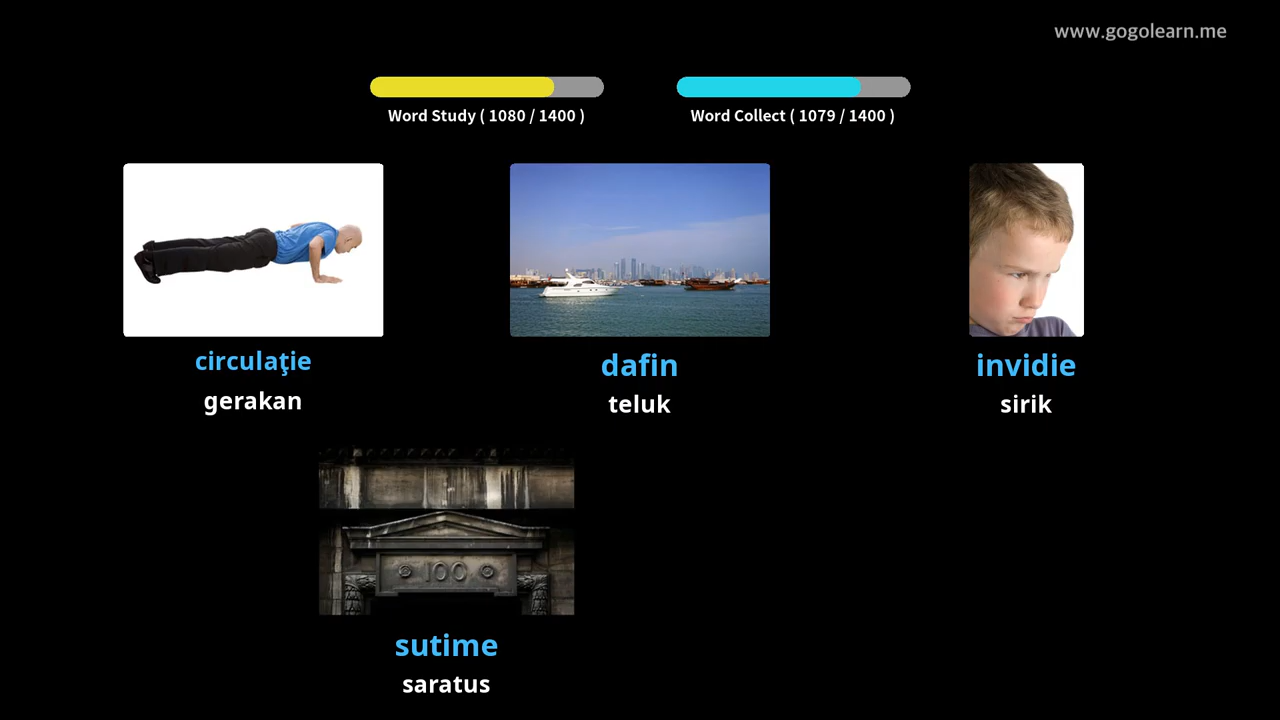 www.gogolearn.me
Word Study ( 1080 / 1400 )
Word Collect ( 1079 / 1400 )
circulaţie
gerakan
dafin
teluk
invidie
sirik
100
sutime
saratus